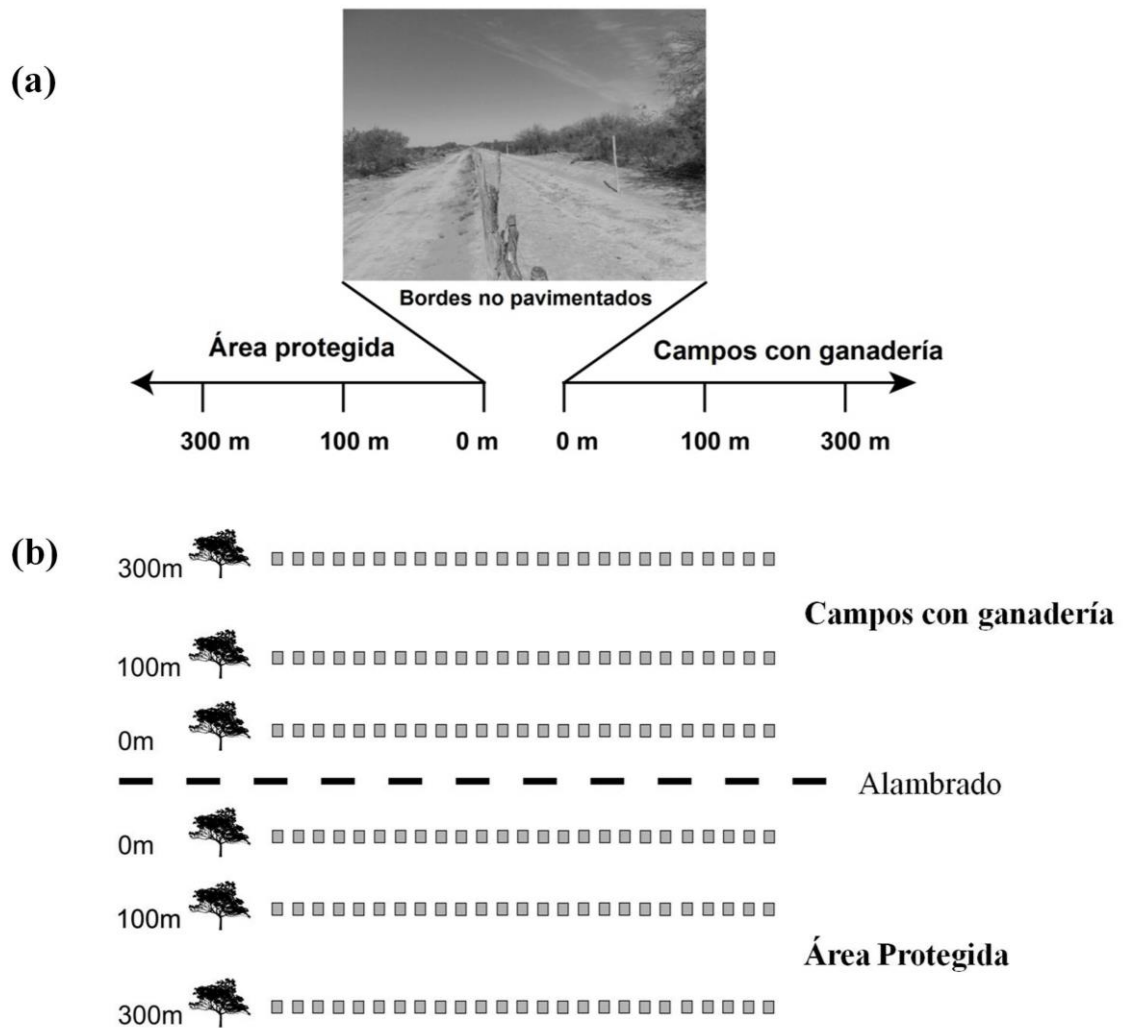 (a)
Bordes no pavimentados
Área protegida
Campos con ganadería
300 m 100 m 0 m 0 m 100 m 300 m
(b)
300m
Campos con ganadería
100m
0m
Alambrado
0m
100m
Área Protegida
300m